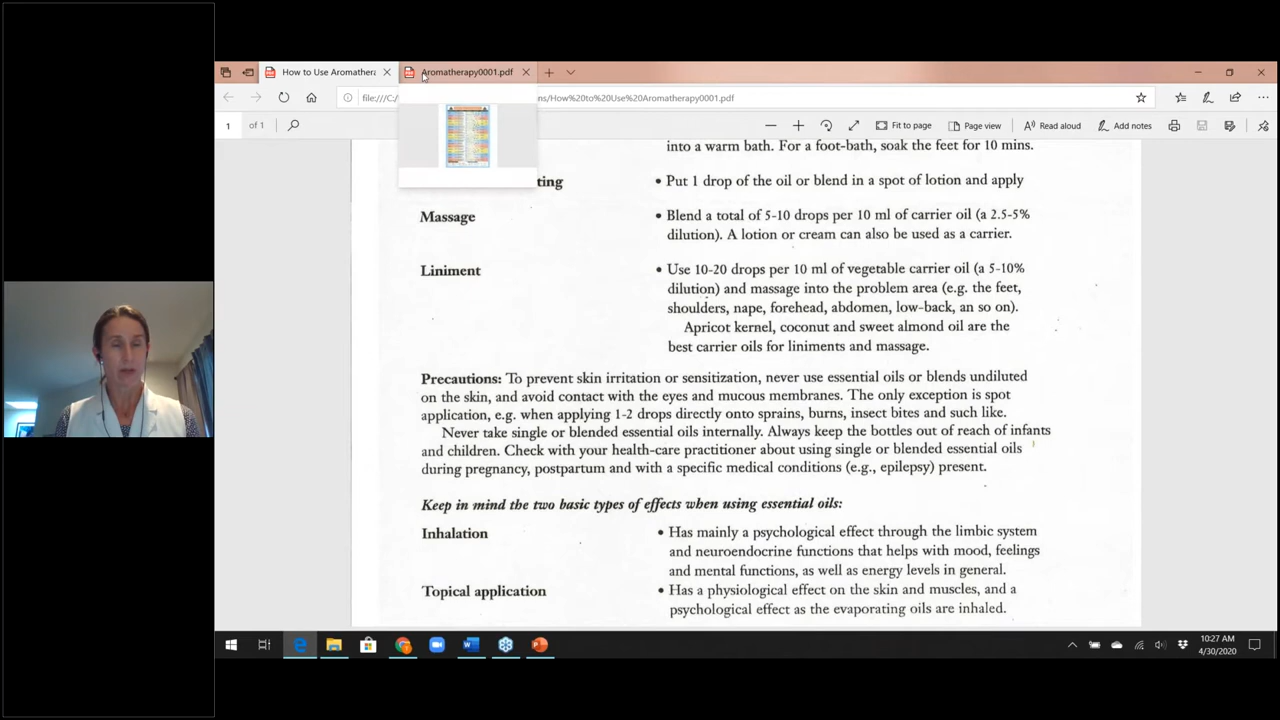 How to Use Aromathera
Aromatherapy0001.pdf
file:///C:/
ns/How%20to%20Use%20Aromatherapy0001.pdf
1 of 1
Fit to page
Page view
Read aloud
Add notes
into a warm bath. For a foot-bath, soak the feet for 10 mins.
ting
• Put 1 drop of the oil or blend in a spot of lotion and apply
Massage
• Blend a total of 5-10 drops per 10 ml of carrier oil (a 2.5-5%
dilution). A lotion or cream can also be used as a carrier.
Liniment
• Use 10-20 drops per 10 ml of vegetable carrier oil (a 5-10%
dilution) and massage into the problem area (e.g. the feet,
shoulders, nape, forehead, abdomen, low-back, an so on).
Apricot kernel, coconut and sweet almond oil are the
best carrier oils for liniments and massage.
Precautions: To prevent skin irritation or sensitization, never use essential oils or blends undiluted
on the skin, and avoid contact with the eyes and mucous membranes. The only exception is spot
application, e.g. when applying 1-2 drops directly onto sprains, burns, insect bites and such like.
Never take single or blended essential oils internally. Always keep the bottles out of reach of infants
and children. Check with your health-care practitioner about using single or blended essential oils
during pregnancy, postpartum and with a specific medical conditions (e.g., epilepsy) present.
Keep in mind the two basic types of effects when using essential oils:
Inhalation
• Has mainly a psychological effect through the limbic system
and neuroendocrine functions that helps with mood, feelings
and mental functions, as well as energy levels in general.
Topical application
• Has a physiological effect on the skin and muscles, and a
psychological effect as the evaporating oils are inhaled.
10:27 AM
4/30/2020